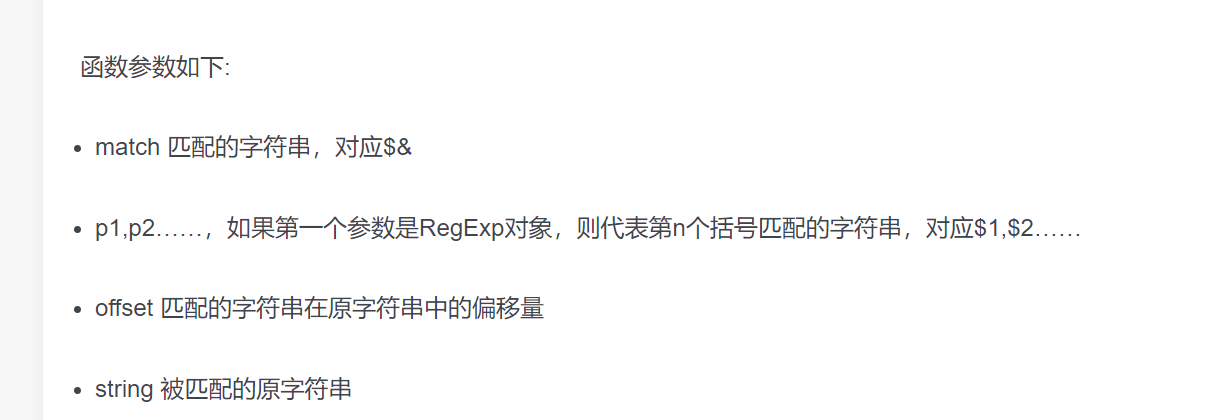 函数参数如下:
match 匹配的字符串，对应$&
p1,p2……，如果第一个参数是RegExp对象，则代表第n个括号匹配的字符串，对应$1,$2……
offset 匹配的字符串在原字符串中的偏移量
string 被匹配的原字符串